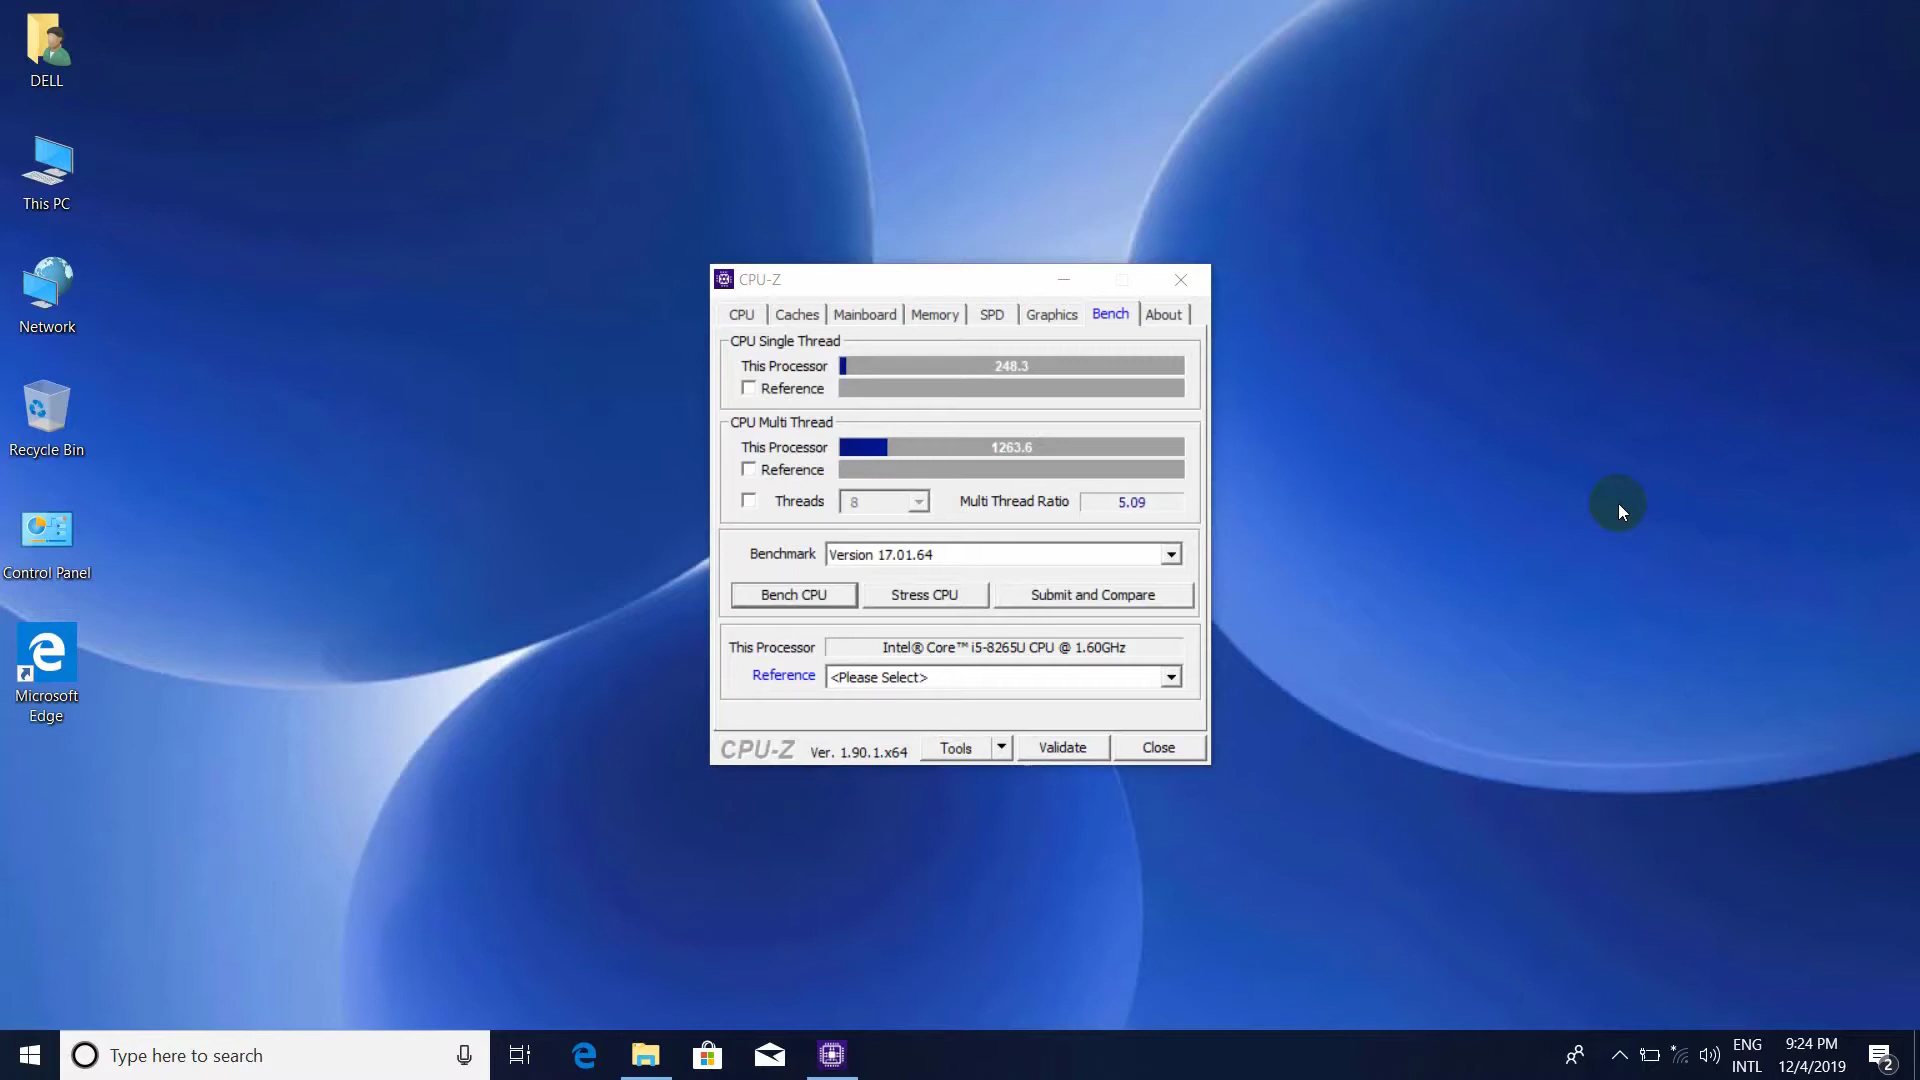 DELL
This PC
Network
Recycle Bin
Control Panel
Microsoft
Edge
CPU-Z
CPU Caches Mainboard Memory SPD Graphics Bench About
CPU Single Thread
This Processor 248.3
Reference
CPU Multi Thread
This Processor 1263.6
Reference
Threads 8 Multi Thread Ratio 5.09
Benchmark Version 17.01.64
Bench CPU Stress CPU Submit and Compare
This Processor Intel® Core™ i5-8265U CPU @ 1.60GHz
Reference <Please Select>
CPU-Z Ver. 1.90.1.x64 Tools Validate Close
Type here to search
ENG
INTL
9:24 PM
12/4/2019
2